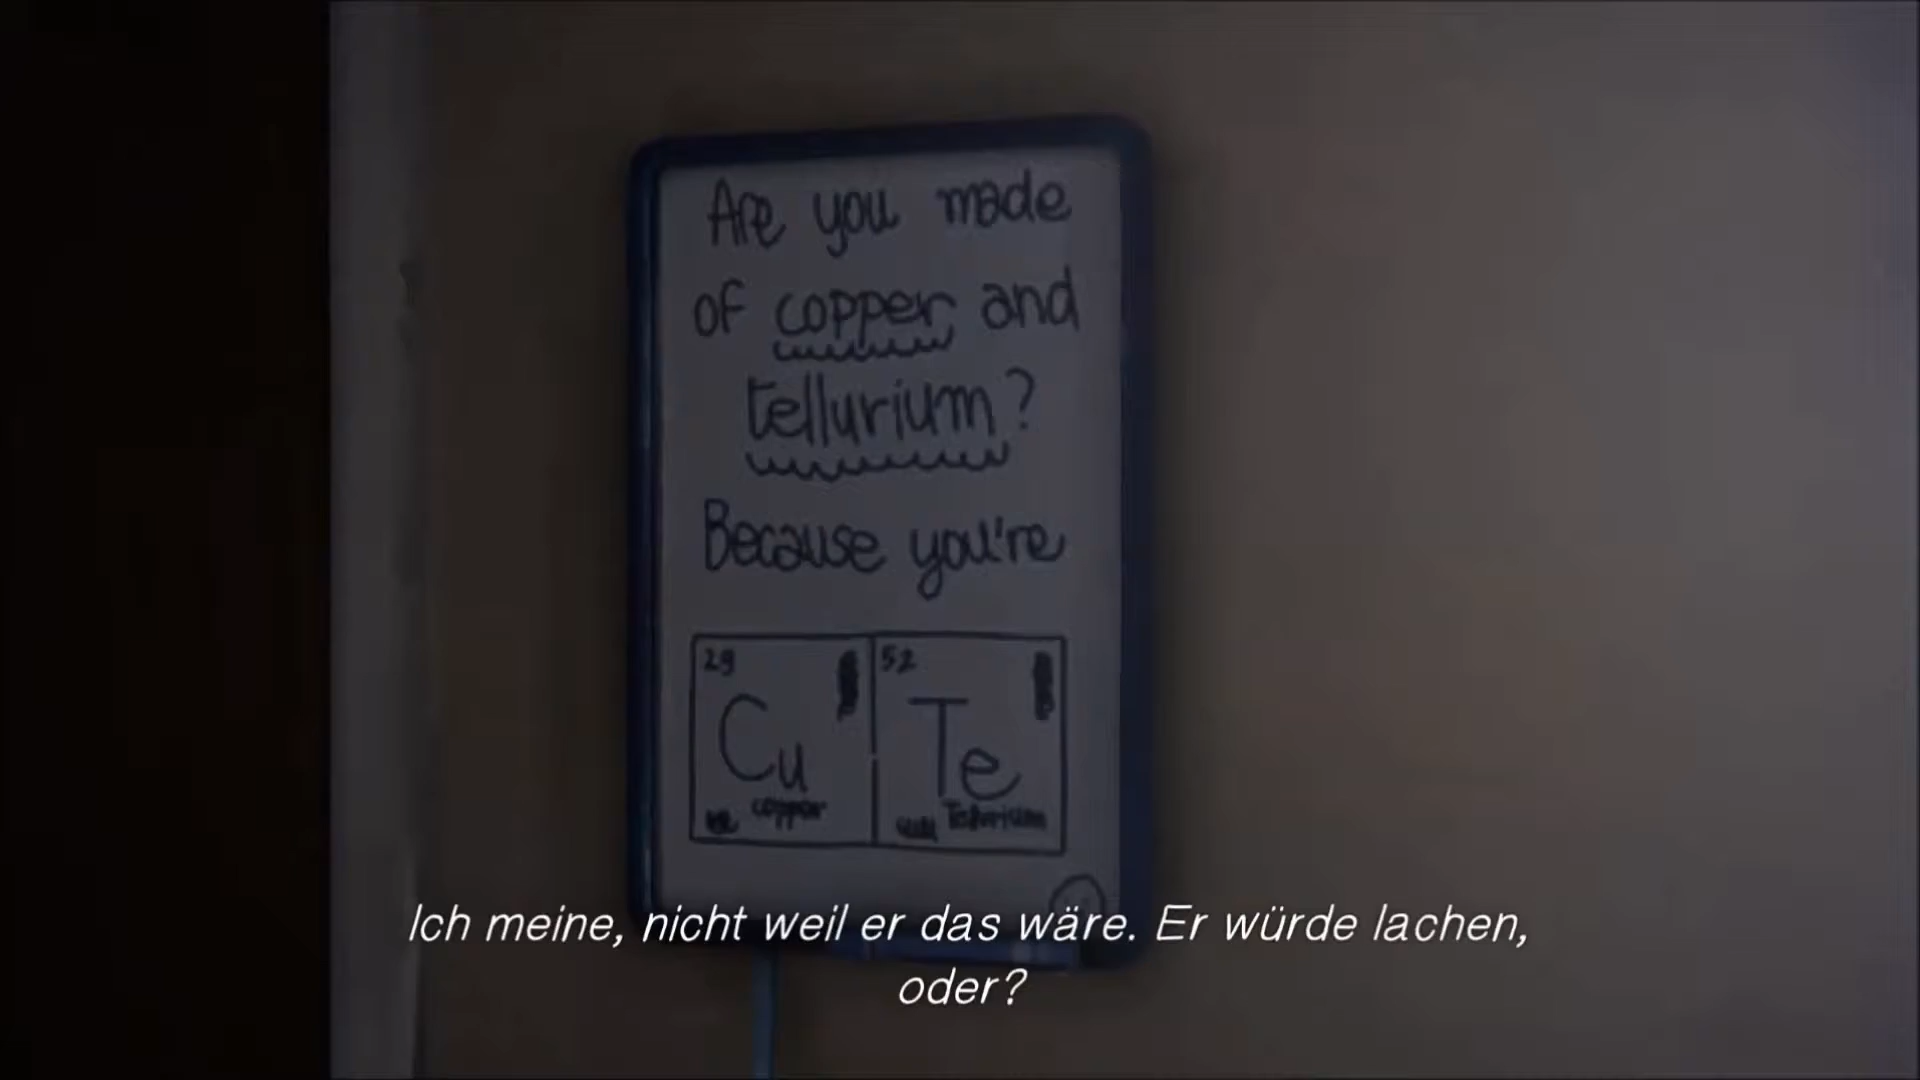 Are you made
of copper and
tellurium?
Because you're
29
52
Cu
Te
copper
Tellurium
Ich meine, nicht weil er das wäre. Er würde lachen,
oder?